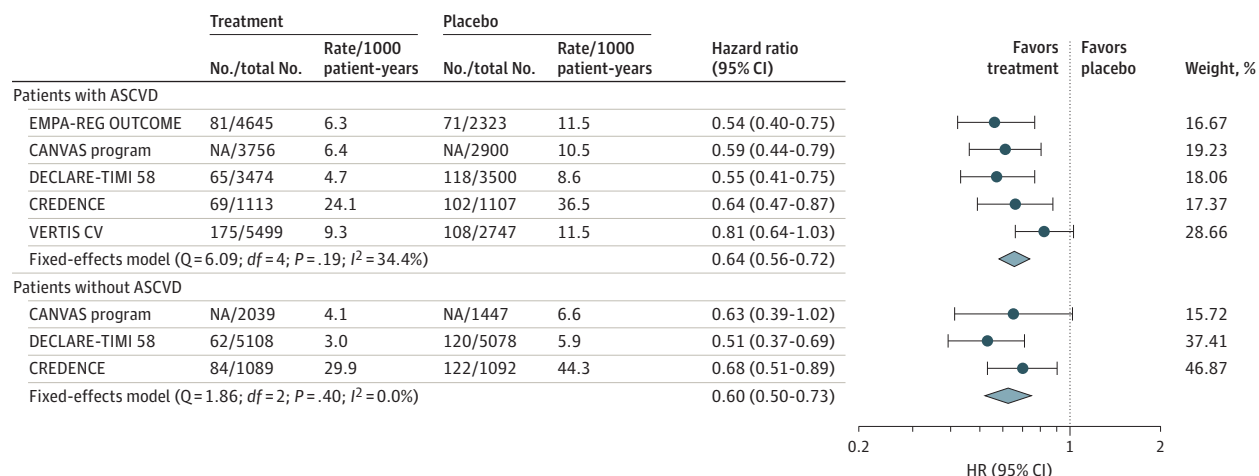 Treatment Placebo
No./total No. Rate/1000 patient-years No./total No. Rate/1000 patient-years Hazard ratio (95% CI) Favors treatment Favors placebo Weight, %
Patients with ASCVD
EMPA-REG OUTCOME 81/4645 6.3 71/2323 11.5 0.54 (0.40-0.75) 16.67
CANVAS program NA/3756 6.4 NA/2900 10.5 0.59 (0.44-0.79) 19.23
DECLARE-TIMI 58 65/3474 4.7 118/3500 8.6 0.55 (0.41-0.75) 18.06
CREDENCE 69/1113 24.1 102/1107 36.5 0.64 (0.47-0.87) 17.37
VERTIS CV 175/5499 9.3 108/2747 11.5 0.81 (0.64-1.03) 28.66
Fixed-effects model (Q = 6.09; df = 4; P = .19; I² = 34.4%) 0.64 (0.56-0.72)
Patients without ASCVD
CANVAS program NA/2039 4.1 NA/1447 6.6 0.63 (0.39-1.02) 15.72
DECLARE-TIMI 58 62/5108 3.0 120/5078 5.9 0.51 (0.37-0.69) 37.41
CREDENCE 84/1089 29.9 122/1092 44.3 0.68 (0.51-0.89) 46.87
Fixed-effects model (Q = 1.86; df = 2; P = .40; I² = 0.0%) 0.60 (0.50-0.73)
0.2 1 2
HR (95% CI)